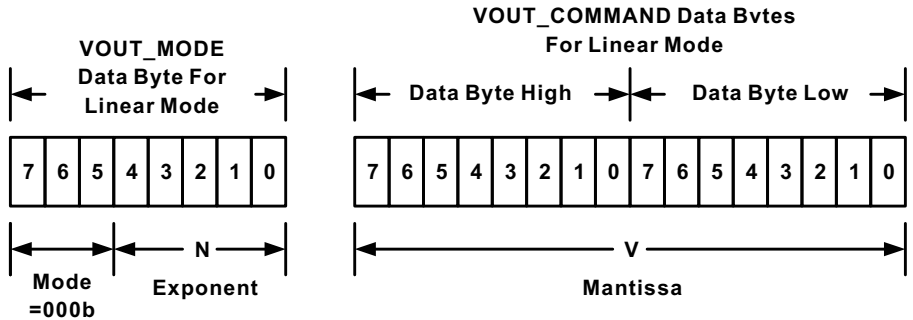 VOUT_MODE
Data Byte For
Linear Mode
7 6 5 4 3 2 1 0
N
Mode
=000b
Exponent
VOUT_COMMAND Data Bytes
For Linear Mode
Data Byte High
Data Byte Low
7 6 5 4 3 2 1 0 7 6 5 4 3 2 1 0
V
Mantissa